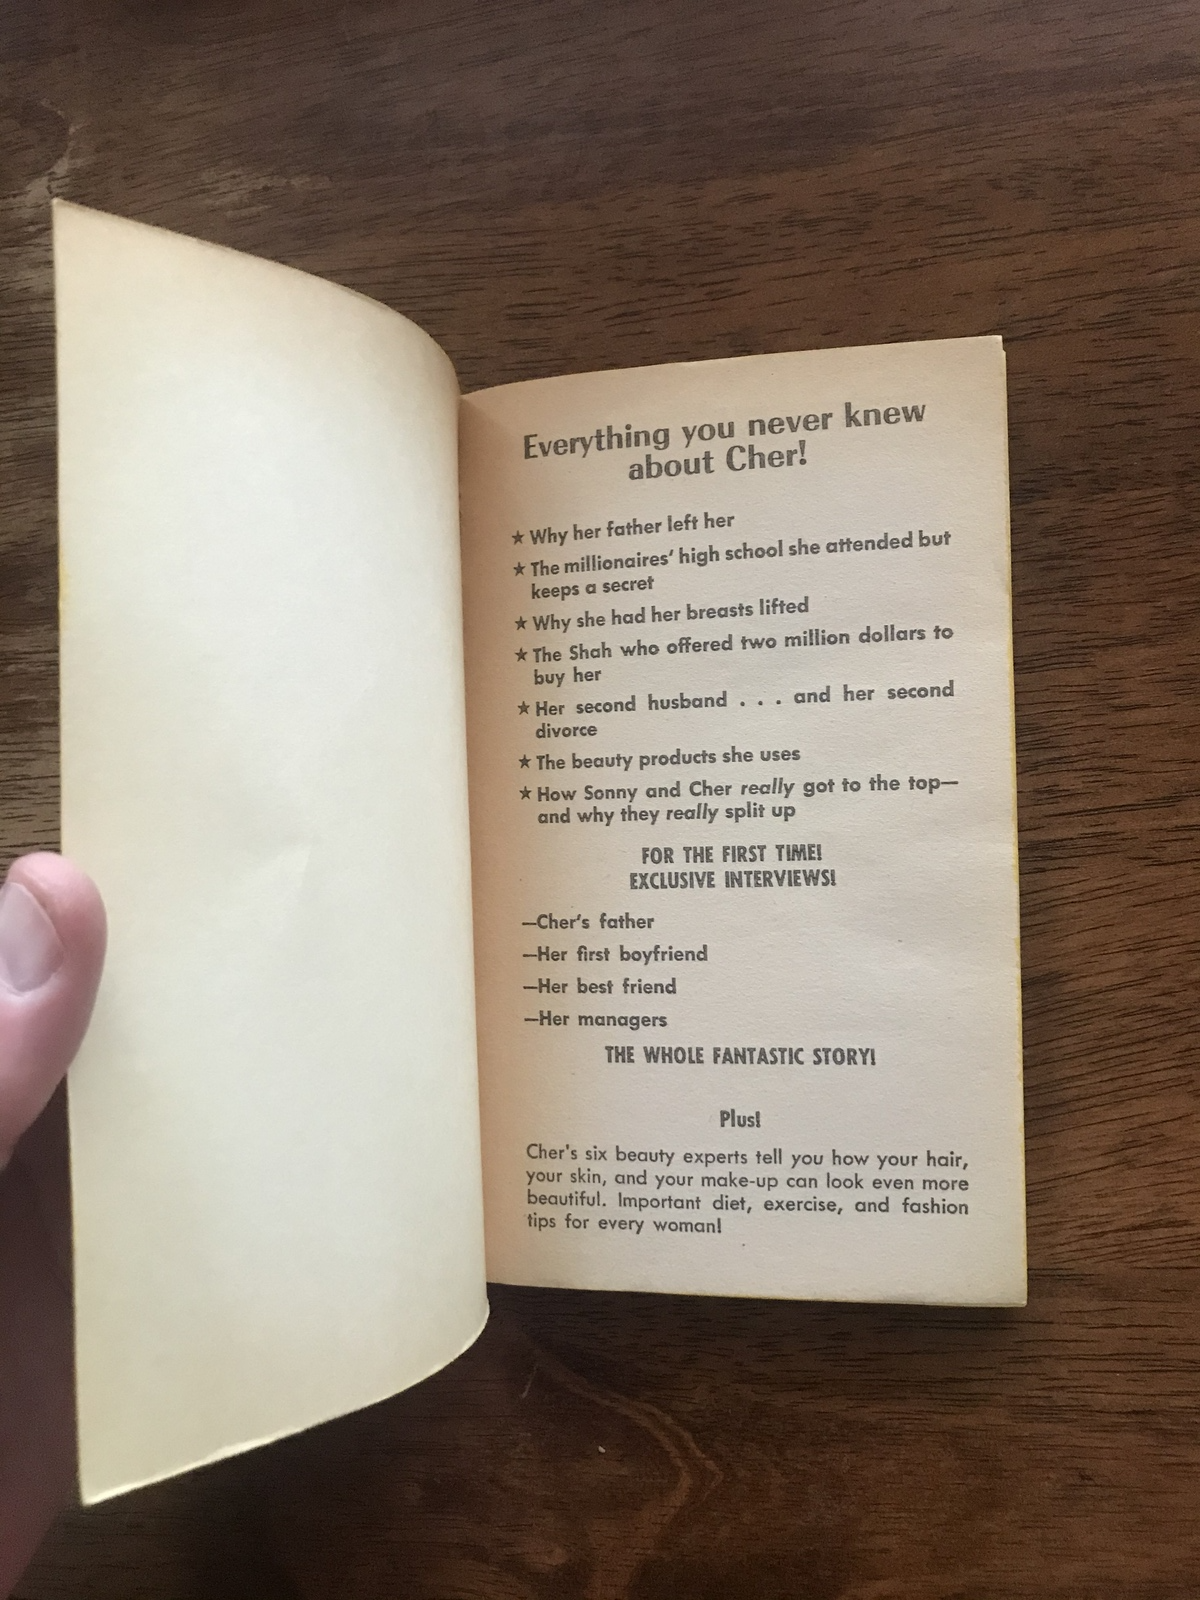 Everything you never knew
about Cher!
★ Why her father left her
★ The millionaires' high school she attended but
keeps a secret
★ Why she had her breasts lifted
★ The Shah who offered two million dollars to
buy her
★ Her second husband . . . and her second
divorce
★ The beauty products she uses
★ How Sonny and Cher really got to the top—
and why they really split up
FOR THE FIRST TIME!
EXCLUSIVE INTERVIEWS!
—Cher's father
—Her first boyfriend
—Her best friend
—Her managers
THE WHOLE FANTASTIC STORY!
Plus!
Cher's six beauty experts tell you how your hair,
your skin, and your make-up can look even more
beautiful. Important diet, exercise, and fashion
tips for every woman!